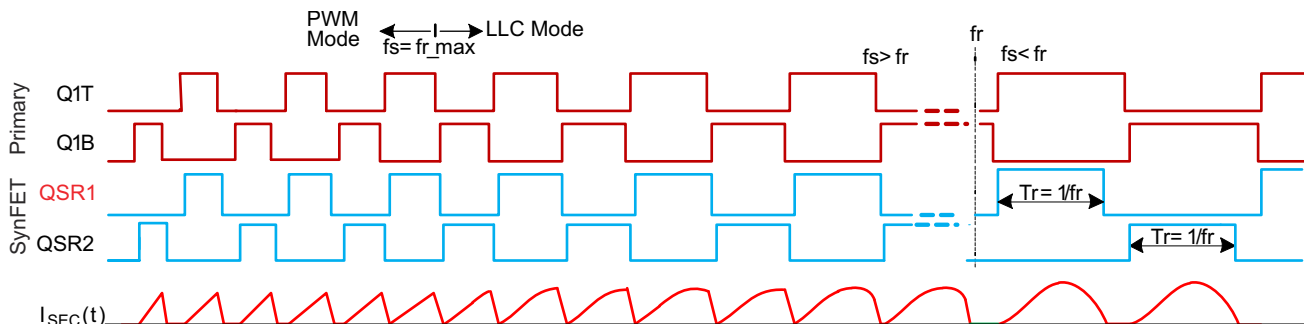 PWM Mode
LLC Mode
fs= fr_max
fs> fr
fr
fs< fr
Primary
Q1T
Q1B
SynFET
QSR1
Tr= 1/fr
QSR2
Tr= 1/fr
ISEC(t)